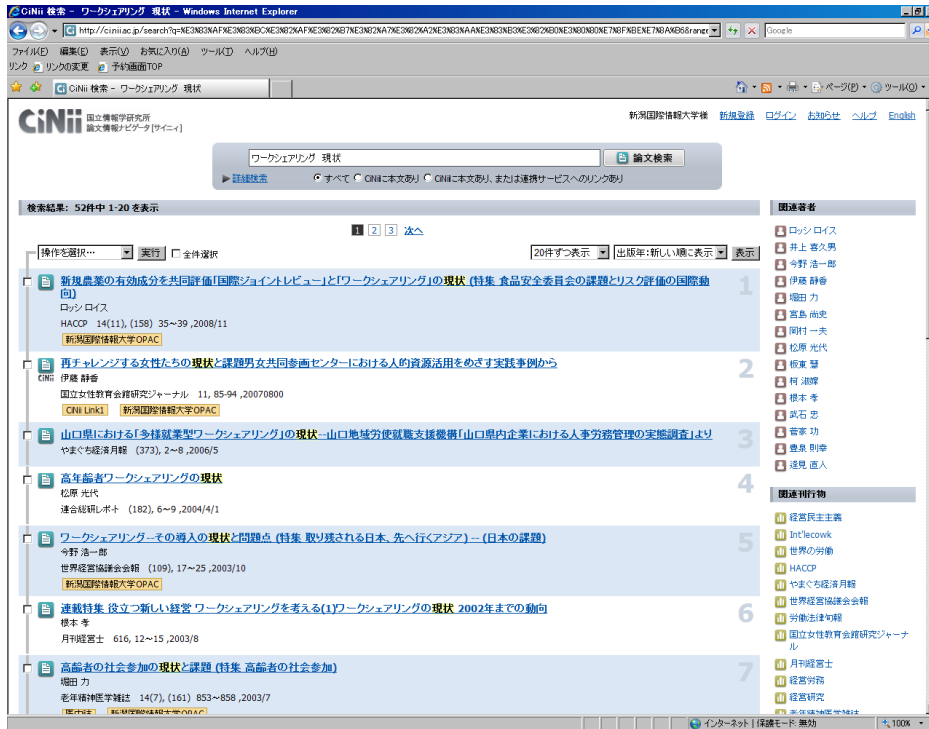 CiNii 検索 - ワークシェアリング 現状 - Windows Internet Explorer
Google
ファイル(F) 編集(E) 表示(V) お気に入り(A) ツール(T) ヘルプ(H)
リンク リンクの変更 予約画面TOP
CiNii 検索 - ワークシェアリング 現状
ページ(P) ツール(O)
CiNii 国立情報学研究所
論文情報ナビゲータ[サイニィ]
新潟国際情報大学様 新規登録 ログイン お知らせ ヘルプ English
ワークシェアリング 現状 論文検索
詳細検索 すべて CiNiiに本文あり CiNiiに本文あり、または連携サービスへのリンクあり
検索結果: 52件中 1-20 を表示
1 2 3 次へ
操作を選択… 実行 全件選択 20件ずつ表示 出版年:新しい順に表示 表示
新規農薬の有効成分を共同評価「国際ジョイントレビュー」と「ワークシェアリング」の現状 (特集 食品安全委員会の課題とリスク評価の国際動向)
1
ロッシ ロイス
HACCP 14(11), (158) 35~39 ,2008/11
新潟国際情報大学OPAC
再チャレンジする女性たちの現状と課題男女共同参画センターにおける人的資源活用をめざす実践事例から
2
CiNii 伊藤 静香
国立女性教育会館研究ジャーナル 11, 85-94 ,20070800
CiNii Link1 新潟国際情報大学OPAC
山口県における「多様就業型ワークシェアリング」の現状--山口地域労使就職支援機構「山口県内企業における人事労務管理の実態調査」より
3
やまぐち経済月報 (373), 2~8 ,2006/5
高年齢者ワークシェアリングの現状
4
松原 光代
連合総研レポート (182), 6~9 ,2004/4/1
ワークシェアリング--その導入の現状と問題点 (特集 取り残される日本、先へ行くアジア) -- (日本の課題)
5
今野 浩一郎
世界経営協議会会報 (109), 17~25 ,2003/10
新潟国際情報大学OPAC
連載特集 役立つ新しい経営 ワークシェアリングを考える(1)ワークシェアリングの現状 2002年までの動向
6
根本 孝
月刊経営士 616, 12~15 ,2003/8
高齢者の社会参加の現状と課題 (特集 高齢者の社会参加)
7
堀田 力
老年精神医学雑誌 14(7), (161) 853~858 ,2003/7
医中誌 新潟国際情報大学OPAC
関連著者
ロッシ ロイス
井上 喜久男
今野 浩一郎
伊藤 静香
堀田 力
宮島 尚史
岡村 一夫
松原 光代
板東 慧
柯 淑嬅
根本 孝
武石 忠
菅家 功
豊泉 則幸
逢見 直人
関連刊行物
経営民主主義
Int'lecowk
世界の労働
HACCP
やまぐち経済月報
世界経営協議会会報
労働法律旬報
国立女性教育会館研究ジャーナル
月刊経営士
経営労務
経営研究
老年精神医学雑誌
インターネット | 保護モード: 無効 100%